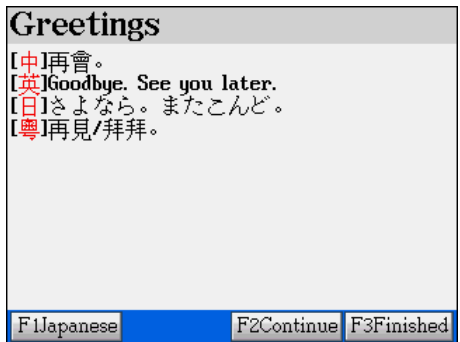 Greetings
[中]再會。
[英]Goodbye. See you later.
[日]さよなら。またこんど。
[粵]再見/拜拜。
F1Japanese F2Continue F3Finished